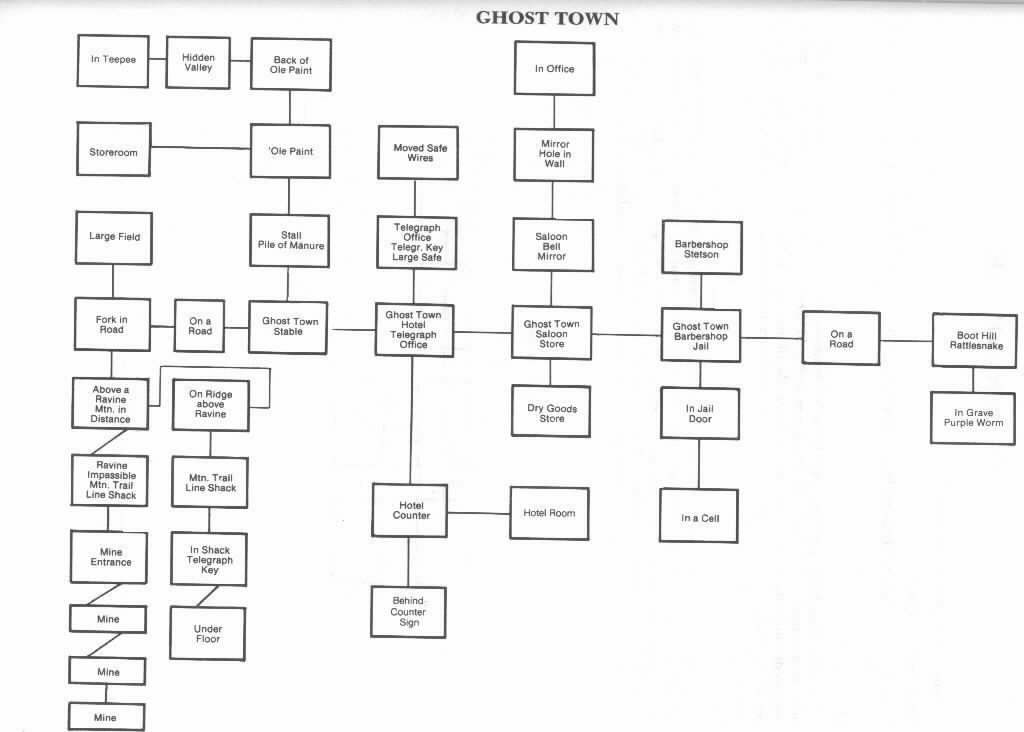 GHOST TOWN
In Teepee
Hidden
Valley
Back of
Ole Paint
In Office
Storeroom
'Ole Paint
Moved Safe
Wires
Mirror
Hole in
Wall
Large Field
Stall
Pile of Manure
Telegraph
Office
Telegr. Key
Large Safe
Saloon
Bell
Mirror
Barbershop
Stetson
Fork in
Road
On a
Road
Ghost Town
Stable
Ghost Town
Hotel
Telegraph
Office
Ghost Town
Saloon
Store
Ghost Town
Barbershop
Jail
On a
Road
Boot Hill
Rattlesnake
Above a
Ravine
Mtn. in
Distance
On Ridge
above
Ravine
Dry Goods
Store
In Jail
Door
In Grave
Purple Worm
Ravine
Impassible
Mtn. Trail
Line Shack
Mtn. Trail
Line Shack
Hotel
Counter
Hotel Room
In a Cell
Mine
Entrance
In Shack
Telegraph
Key
Behind
Counter
Sign
Mine
Under
Floor
Mine
Mine